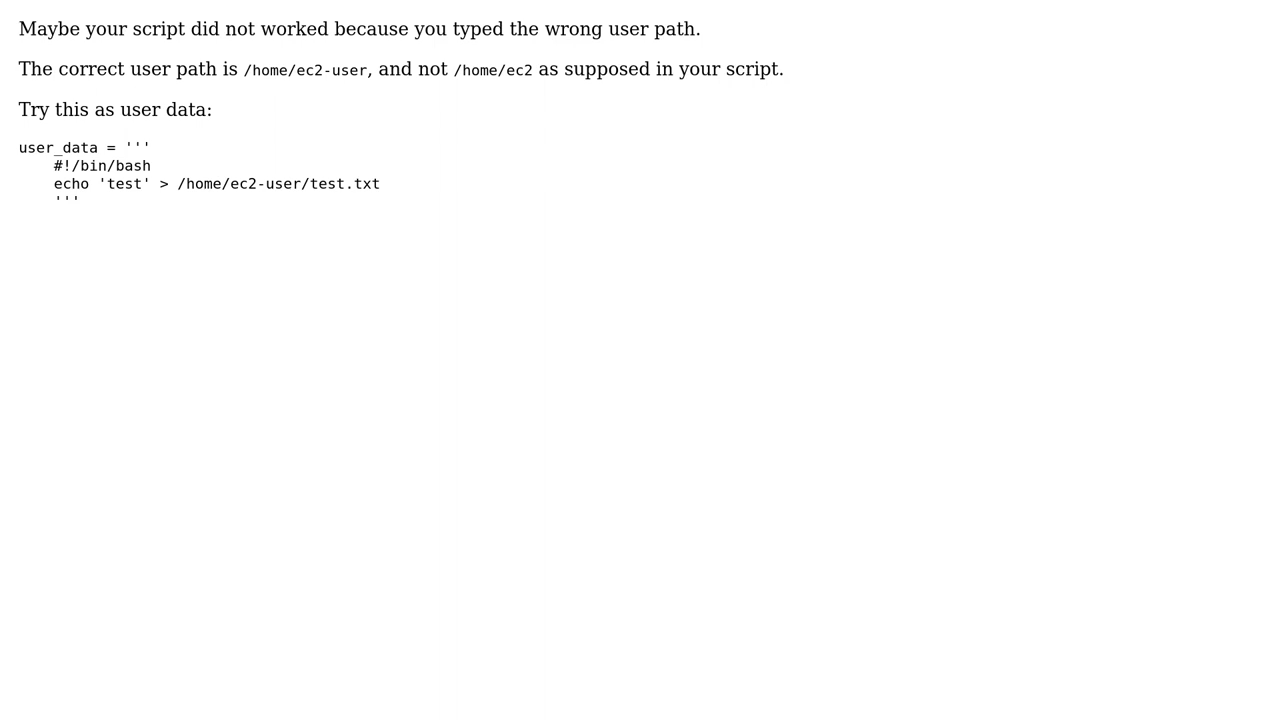 Maybe your script did not worked because you typed the wrong user path.
The correct user path is /home/ec2-user, and not /home/ec2 as supposed in your script.
Try this as user data:
user_data = '''
    #!/bin/bash
    echo 'test' > /home/ec2-user/test.txt
    '''